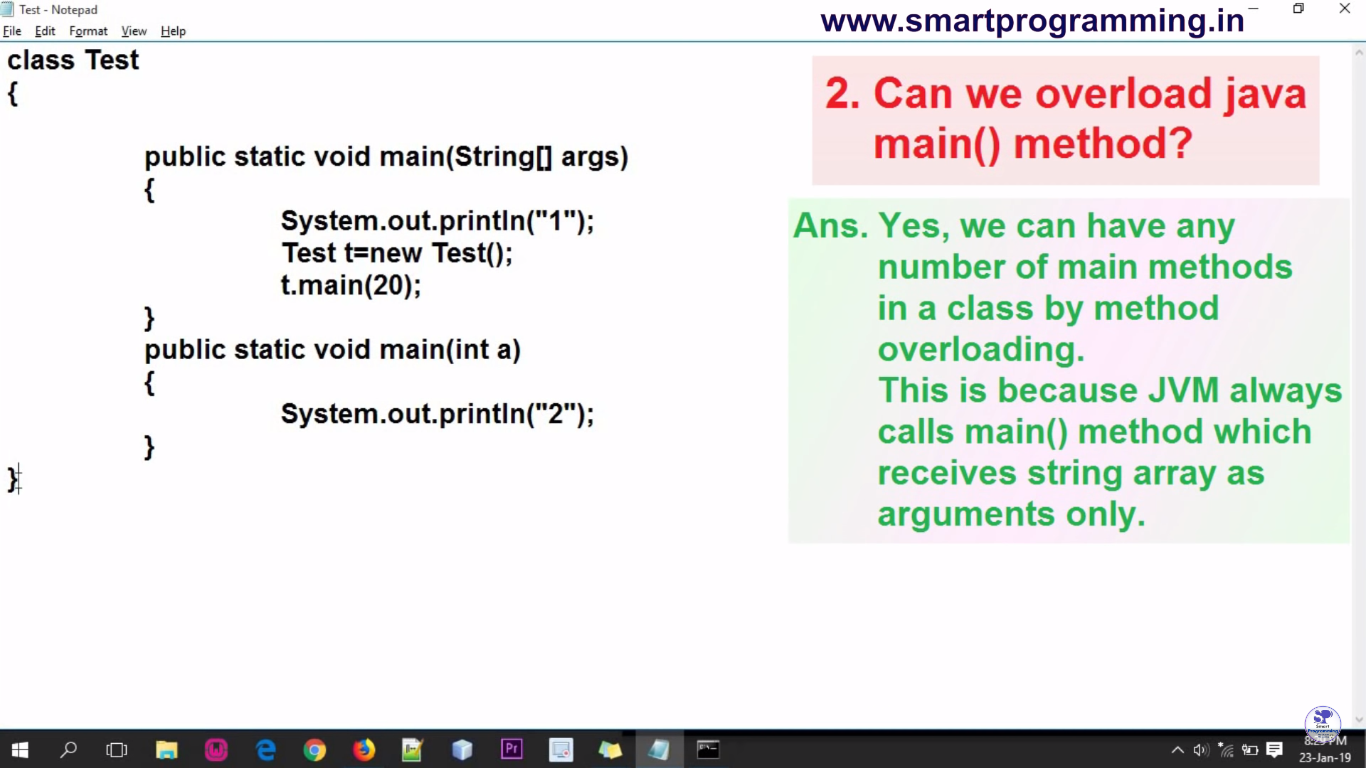 Test - Notepad
www.smartprogramming.in
File Edit Format View Help
class Test
{
public static void main(String[] args)
{
System.out.println("1");
Test t=new Test();
t.main(20);
}
public static void main(int a)
{
System.out.println("2");
}
}
2. Can we overload java
main() method?
Ans. Yes, we can have any
number of main methods
in a class by method
overloading.
This is because JVM always
calls main() method which
receives string array as
arguments only.
Pr
8:29 PM
23-Jan-19